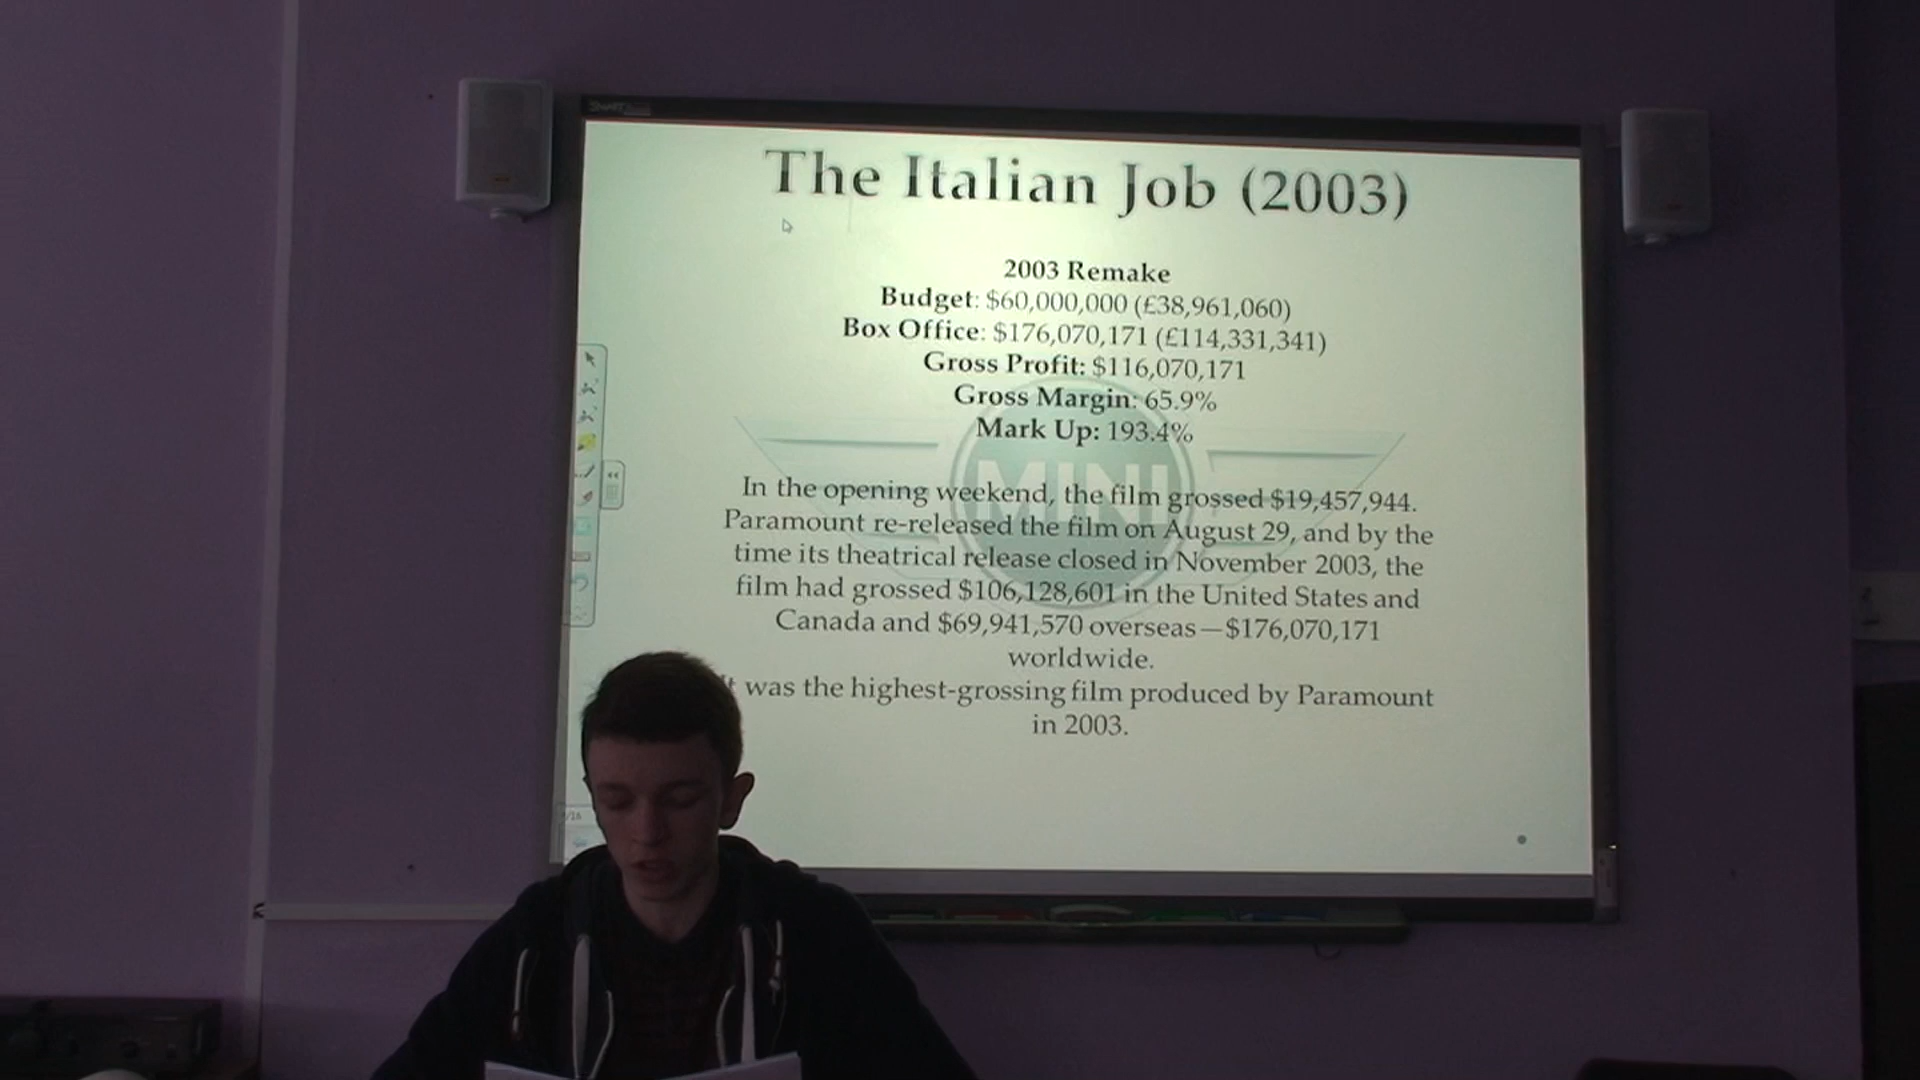 SMART
The Italian Job (2003)
2003 Remake
Budget: $60,000,000 (£38,961,060)
Box Office: $176,070,171 (£114,331,341)
Gross Profit: $116,070,171
Gross Margin: 65.9%
Mark Up: 193.4%
MINI
In the opening weekend, the film grossed $19,457,944.
Paramount re-released the film on August 29, and by the
time its theatrical release closed in November 2003, the
film had grossed $106,128,601 in the United States and
Canada and $69,941,570 overseas—$176,070,171
worldwide.
It was the highest-grossing film produced by Paramount
in 2003.
/16